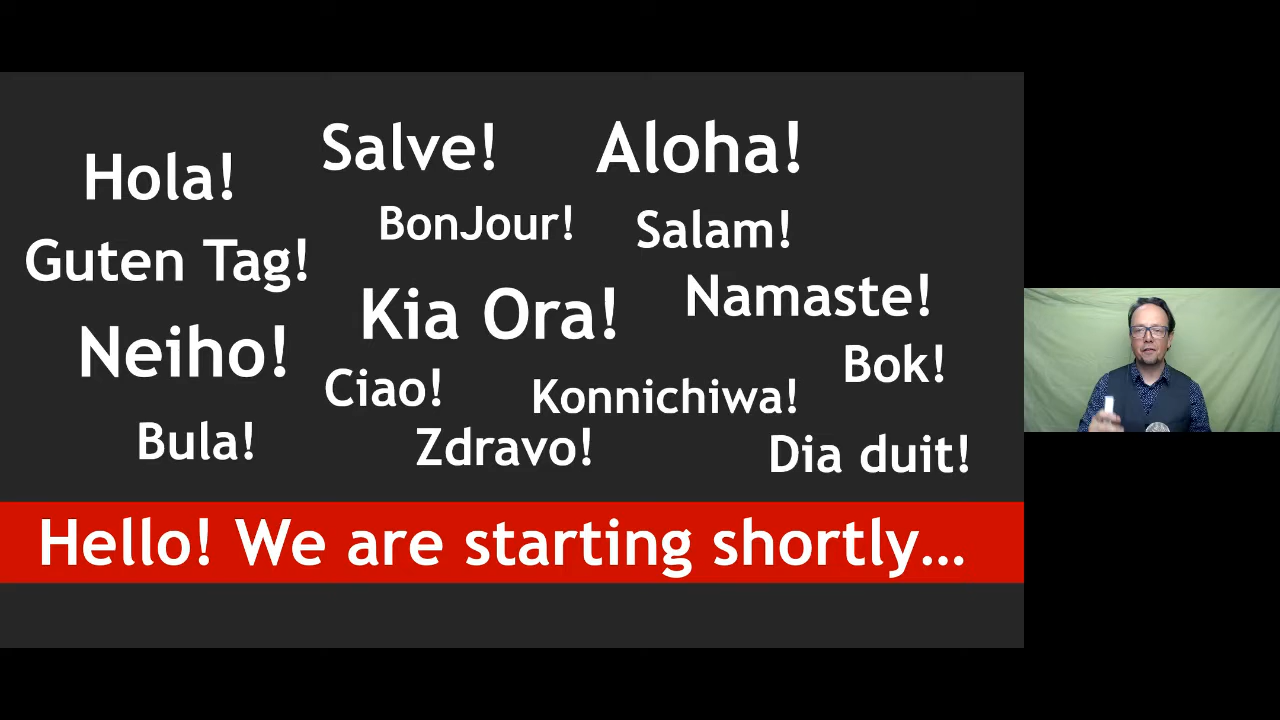 Salve!
Aloha!
Hola!
BonJour!
Salam!
Guten Tag!
Kia Ora!
Namaste!
Neiho!
Ciao!
Konnichiwa!
Bok!
Bula!
Zdravo!
Dia duit!
Hello! We are starting shortly...